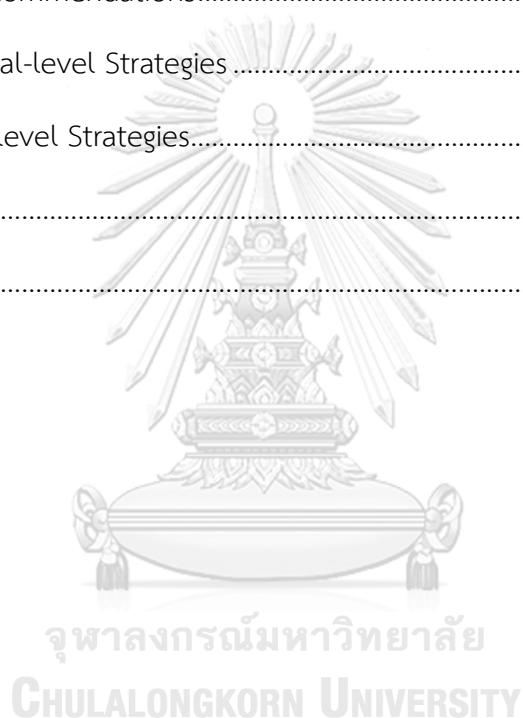 ommendations....................................................
al-level Strategies ..............................................
level Strategies.....................................................
........................................................................................
........................................................................................
จุฬาลงกรณ์มหาวิทยาลัย
CHULALONGKORN UNIVERSITY